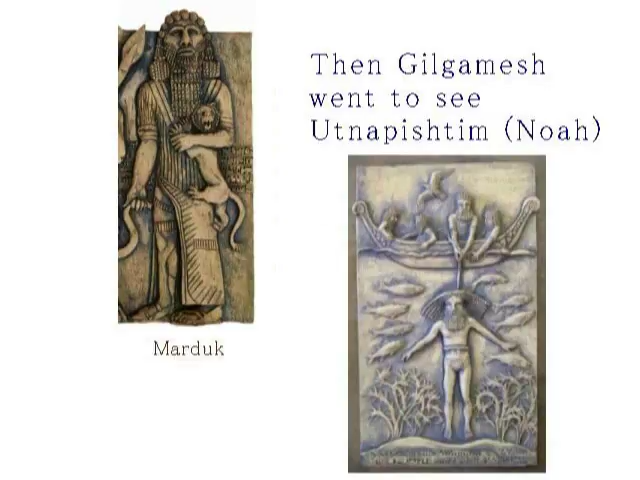 Then Gilgamesh
went to see
Utnapishtim (Noah)
Marduk